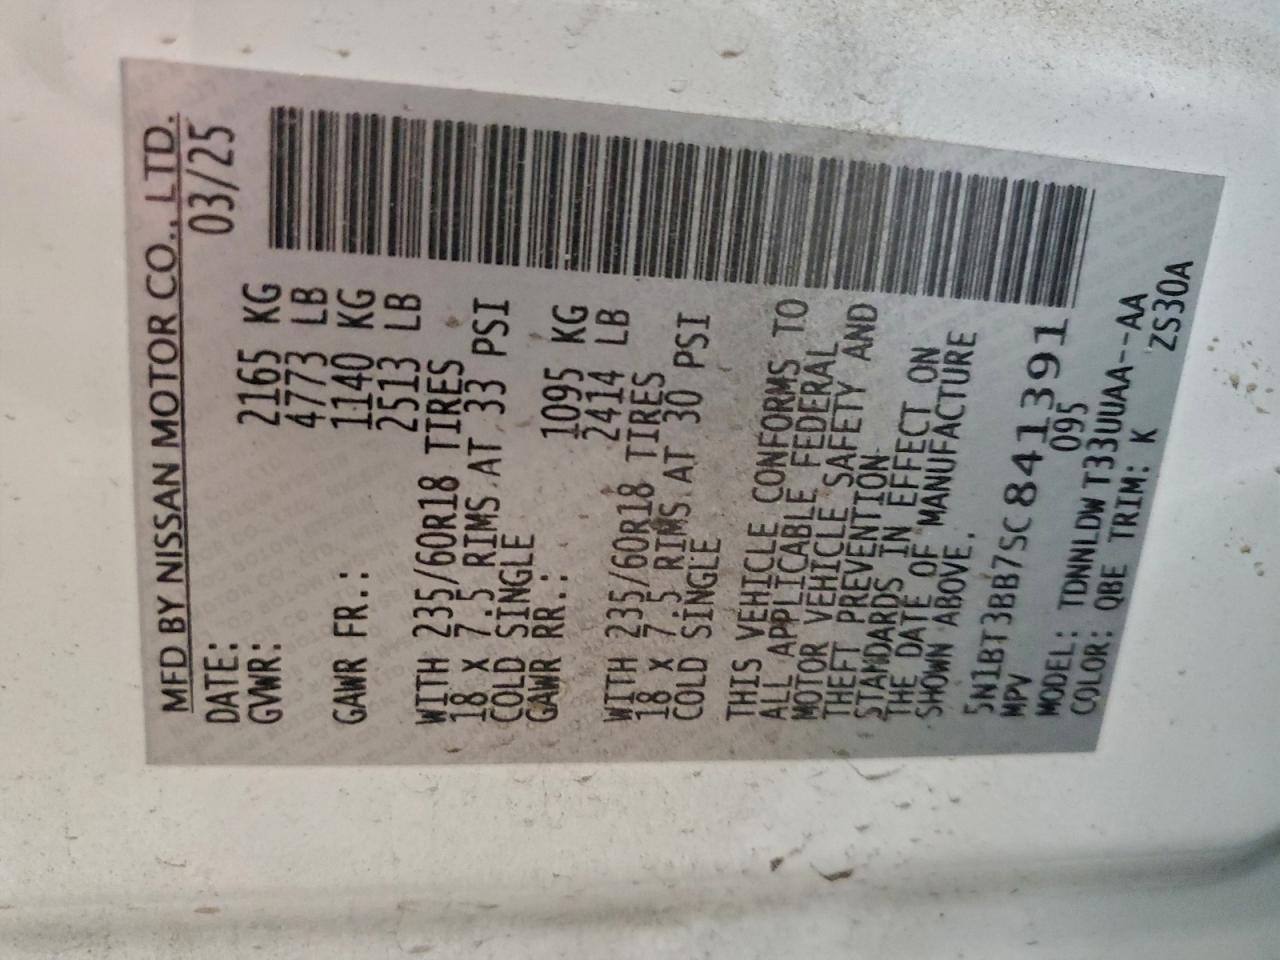 MFD BY NISSAN MOTOR CO., LTD.
DATE: 03/25
GVWR: 2165 KG
4773 LB
GAWR FR.: 1140 KG
2513 LB
WITH 235/60R18 TIRES
18 X 7.5 RIMS AT 33 PSI
COLD SINGLE
GAWR RR.: 1095 KG
2414 LB
WITH 235/60R18 TIRES
18 X 7.5 RIMS AT 30 PSI
COLD SINGLE
THIS VEHICLE CONFORMS TO
ALL APPLICABLE FEDERAL
MOTOR VEHICLE SAFETY AND
THEFT PREVENTION
STANDARDS IN EFFECT ON
THE DATE OF MANUFACTURE
SHOWN ABOVE.
5N1BT3BB7SC841391
MPV 095
MODEL: TDNNLDW T33UUAA--AA
COLOR: QBE TRIM: K ZS30A